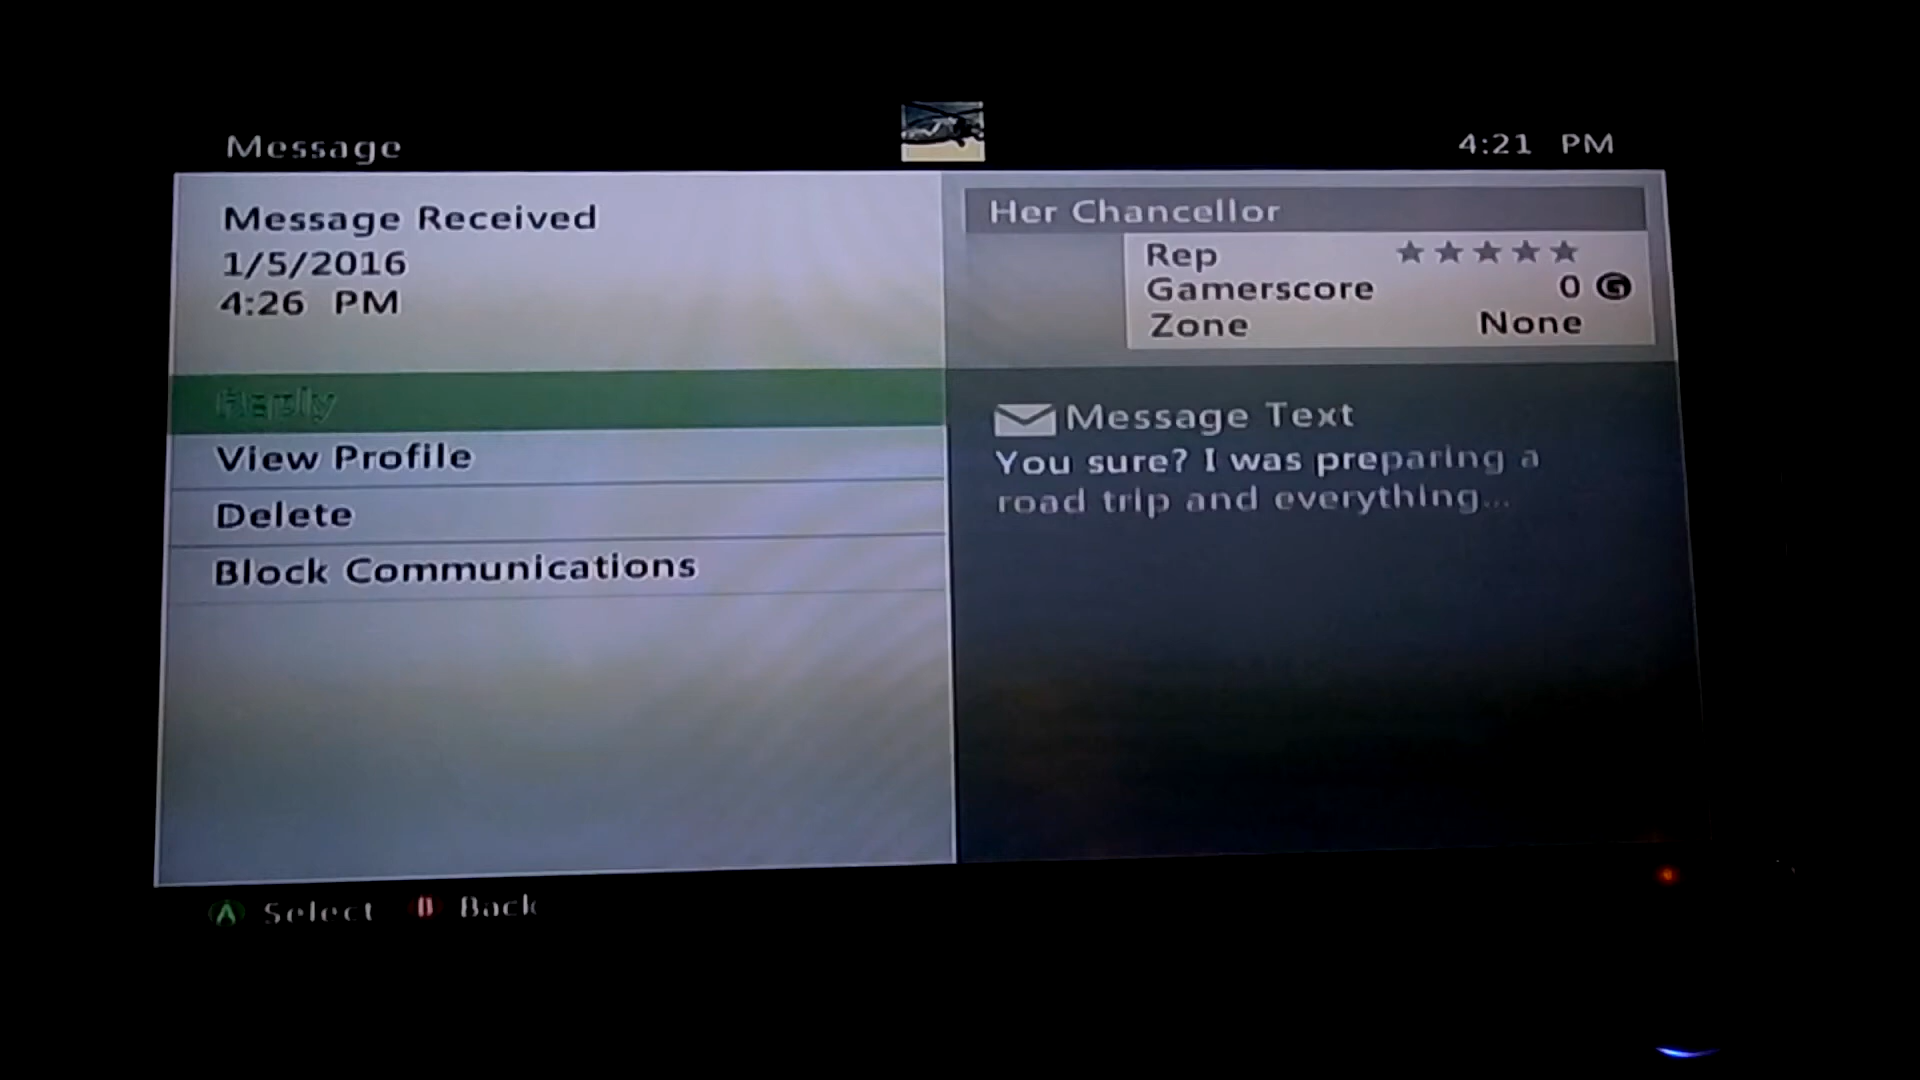 Message
4:21 PM
Message Received
1/5/2016
4:26 PM
Reply
View Profile
Delete
Block Communications
Her Chancellor
Rep
Gamerscore 0 G
Zone None
Message Text
You sure? I was preparing a
road trip and everything...
A Select B Back